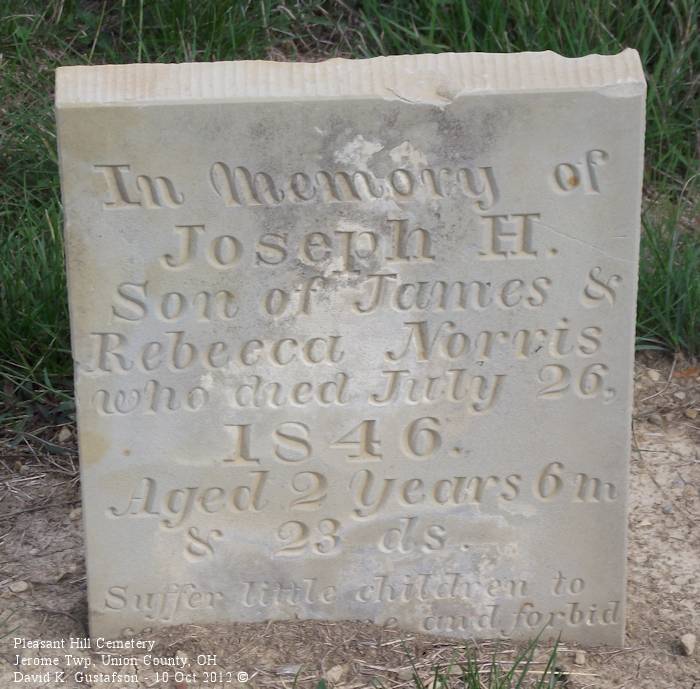 In Memory of
Joseph H.
Son of James &
Rebecca Norris
who died July 26,
1846.
Aged 2 Years 6 m
& 23 ds.
Suffer little children to
come and forbid
Pleasant Hill Cemetery
Jerome Twp, Union County, OH
David K. Gustafson - 10 Oct 2012 ©